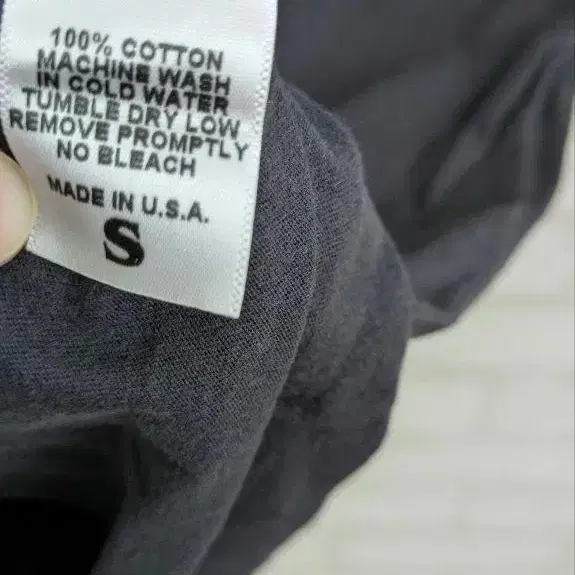 100% COTTON
MACHINE WASH
IN COLD WATER
TUMBLE DRY LOW
REMOVE PROMPTLY
NO BLEACH
MADE IN U.S.A.
S